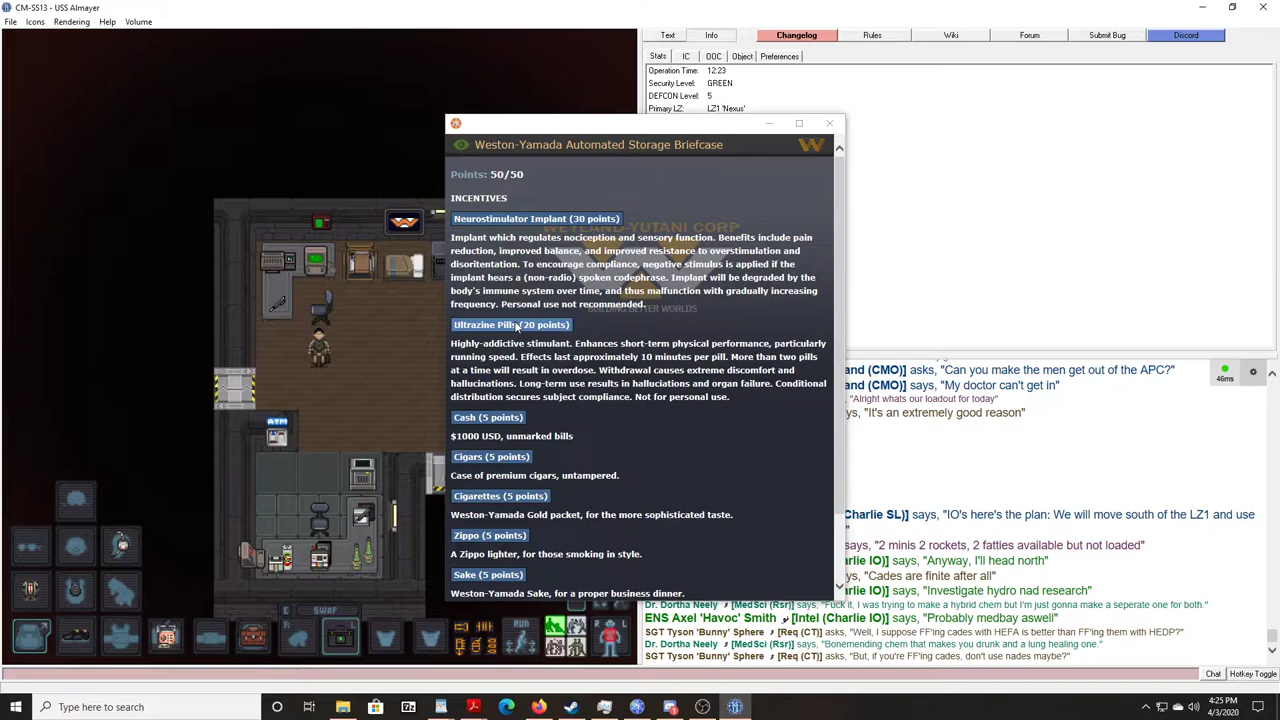 CM-SS13 - USS Almayer
File Icons Rendering Help Volume
Text Info Changelog Rules Wiki Forum Submit Bug Discord
Stats IC OOC Object Preferences
Operation Time: 12:23
Security Level: GREEN
DEFCON Level: 5
Primary LZ: LZ1 'Nexus'
Weston-Yamada Automated Storage Briefcase
Points: 50/50
INCENTIVES
Neurostimulator Implant (30 points)
WEYLAND-YUTANI CORP
Implant which regulates nociception and sensory function. Benefits include pain
reduction, improved balance, and improved resistance to overstimulation and
disoritentation. To encourage compliance, negative stimulus is applied if the
implant hears a (non-radio) spoken codephrase. Implant will be degraded by the
body's immune system over time, and thus malfunction with gradually increasing
frequency. Personal use not recommended.
BUILDING BETTER WORLDS
Ultrazine Pills (20 points)
Highly-addictive stimulant. Enhances short-term physical performance, particularly
running speed. Effects last approximately 10 minutes per pill. More than two pills
at a time will result in overdose. Withdrawal causes extreme discomfort and
hallucinations. Long-term use results in halluciations and organ failure. Conditional
distribution secures subject compliance. Not for personal use.
Cash (5 points)
$1000 USD, unmarked bills
Cigars (5 points)
Case of premium cigars, untampered.
Cigarettes (5 points)
Weston-Yamada Gold packet, for the more sophisticated taste.
Zippo (5 points)
A Zippo lighter, for those smoking in style.
Sake (5 points)
Weston-Yamada Sake, for a proper business dinner.
ATM
SWAP
and (CMO) asks, "Can you make the men get out of the APC?"
and (CMO)] says, "My doctor can't get in"
says, "Alright whats our loadout for today"
ys, "It's an extremely good reason"
46ms
Charlie SL)] says, "IO's here's the plan: We will move south of the LZ1 and use
says, "2 minis 2 rockets, 2 fatties available but not loaded"
lie IO)] says, "Anyway, I'll head north"
says, "Cades are finite after all"
rlie IO)] says, "Investigate hydro nad research"
Dr. Dortha Neely [MedSci (Rsr)] says, "Fuck it, I was trying to make a hybrid chem but I'm just gonna make a seperate one for both."
ENS Axel 'Havoc' Smith [Intel (Charlie IO)] says, "Probably medbay aswell"
SGT Tyson 'Bunny' Sphere [Req (CT)] asks, "Well, I suppose FF'ing cades with HEFA is better than FF'ing them with HEDP?"
Dr. Dortha Neely [MedSci (Rsr)] says, "Bonemending chem that makes you drunk and a lung healing one."
SGT Tyson 'Bunny' Sphere [Req (CT)] asks, "But, if you're FF'ing cades, don't use nades maybe?"
Chat Hotkey Toggle
Type here to search
4:25 PM
4/3/2020